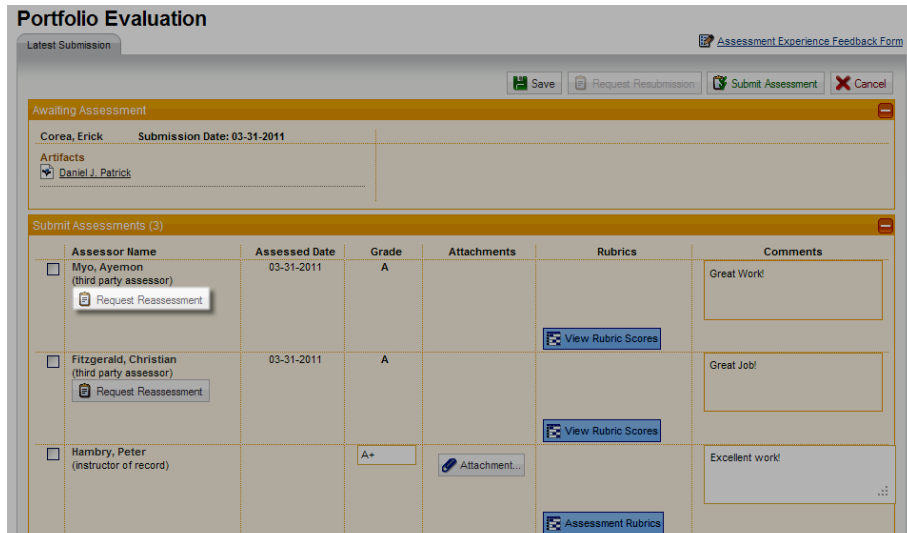 Portfolio Evaluation
Latest Submission
Assessment Experience Feedback Form
Save Request Resubmission Submit Assessment Cancel
Awaiting Assessment
Corea, Erick Submission Date: 03-31-2011
Artifacts
Daniel J. Patrick
Submit Assessments (3)
Assessor Name Assessed Date Grade Attachments Rubrics Comments
Myo, Ayemon 03-31-2011 A Great Work!
(third party assessor)
Request Reassessment
View Rubric Scores
Fitzgerald, Christian 03-31-2011 A Great Job!
(third party assessor)
Request Reassessment
View Rubric Scores
Hambry, Peter A+ Excellent work!
(instructor of record) Attachment...
Assessment Rubrics